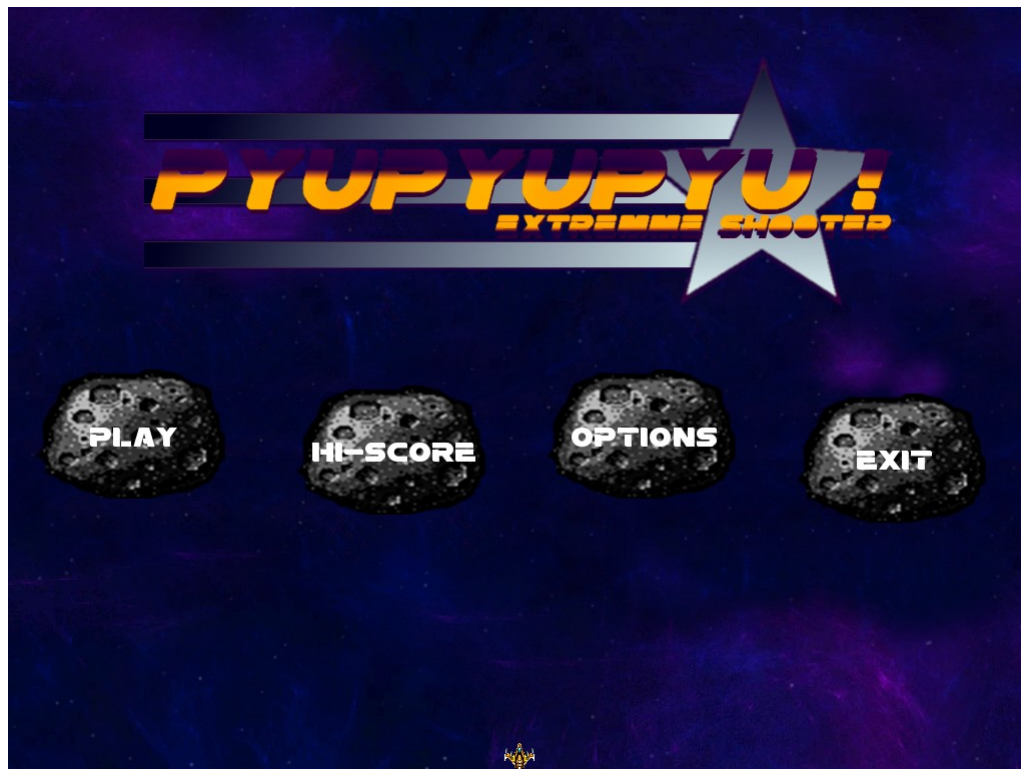 PYUPYUPYU !
EXTREMME SHOOTER
PLAY
HI-SCORE
OPTIONS
EXIT